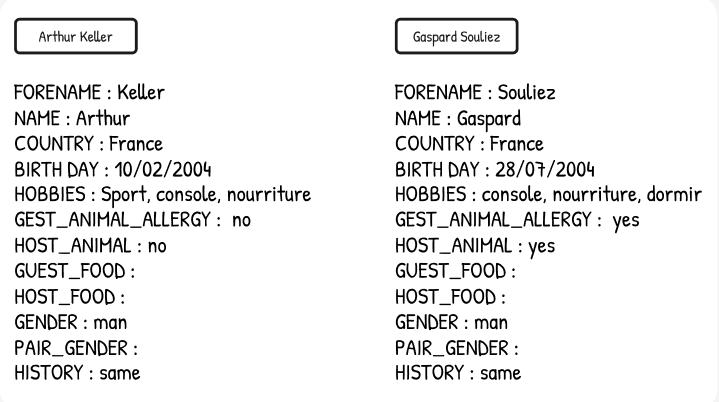 Arthur Keller
FORENAME : Keller
NAME : Arthur
COUNTRY : France
BIRTH DAY : 10/02/2004
HOBBIES : Sport, console, nourriture
GEST_ANIMAL_ALLERGY :  no
HOST_ANIMAL : no
GUEST_FOOD :
HOST_FOOD :
GENDER : man
PAIR_GENDER :
HISTORY : same
Gaspard Souliez
FORENAME : Souliez
NAME : Gaspard
COUNTRY : France
BIRTH DAY : 28/07/2004
HOBBIES : console, nourriture, dormir
GEST_ANIMAL_ALLERGY :  yes
HOST_ANIMAL : yes
GUEST_FOOD :
HOST_FOOD :
GENDER : man
PAIR_GENDER :
HISTORY : same